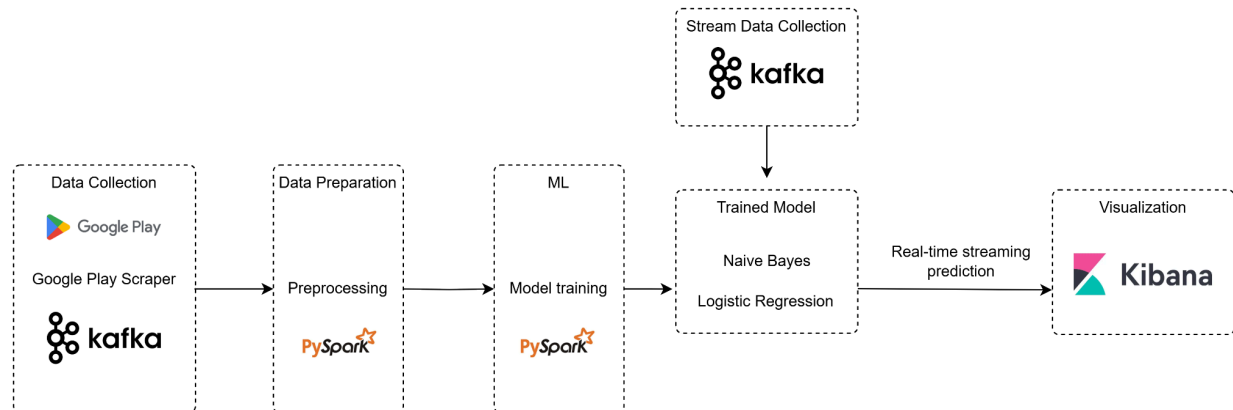 Stream Data Collection
kafka
Data Collection
Google Play
Google Play Scraper
kafka
Data Preparation
Preprocessing
PySpark
ML
Model training
PySpark
Trained Model
Naive Bayes
Logistic Regression
Real-time streaming
prediction
Visualization
Kibana